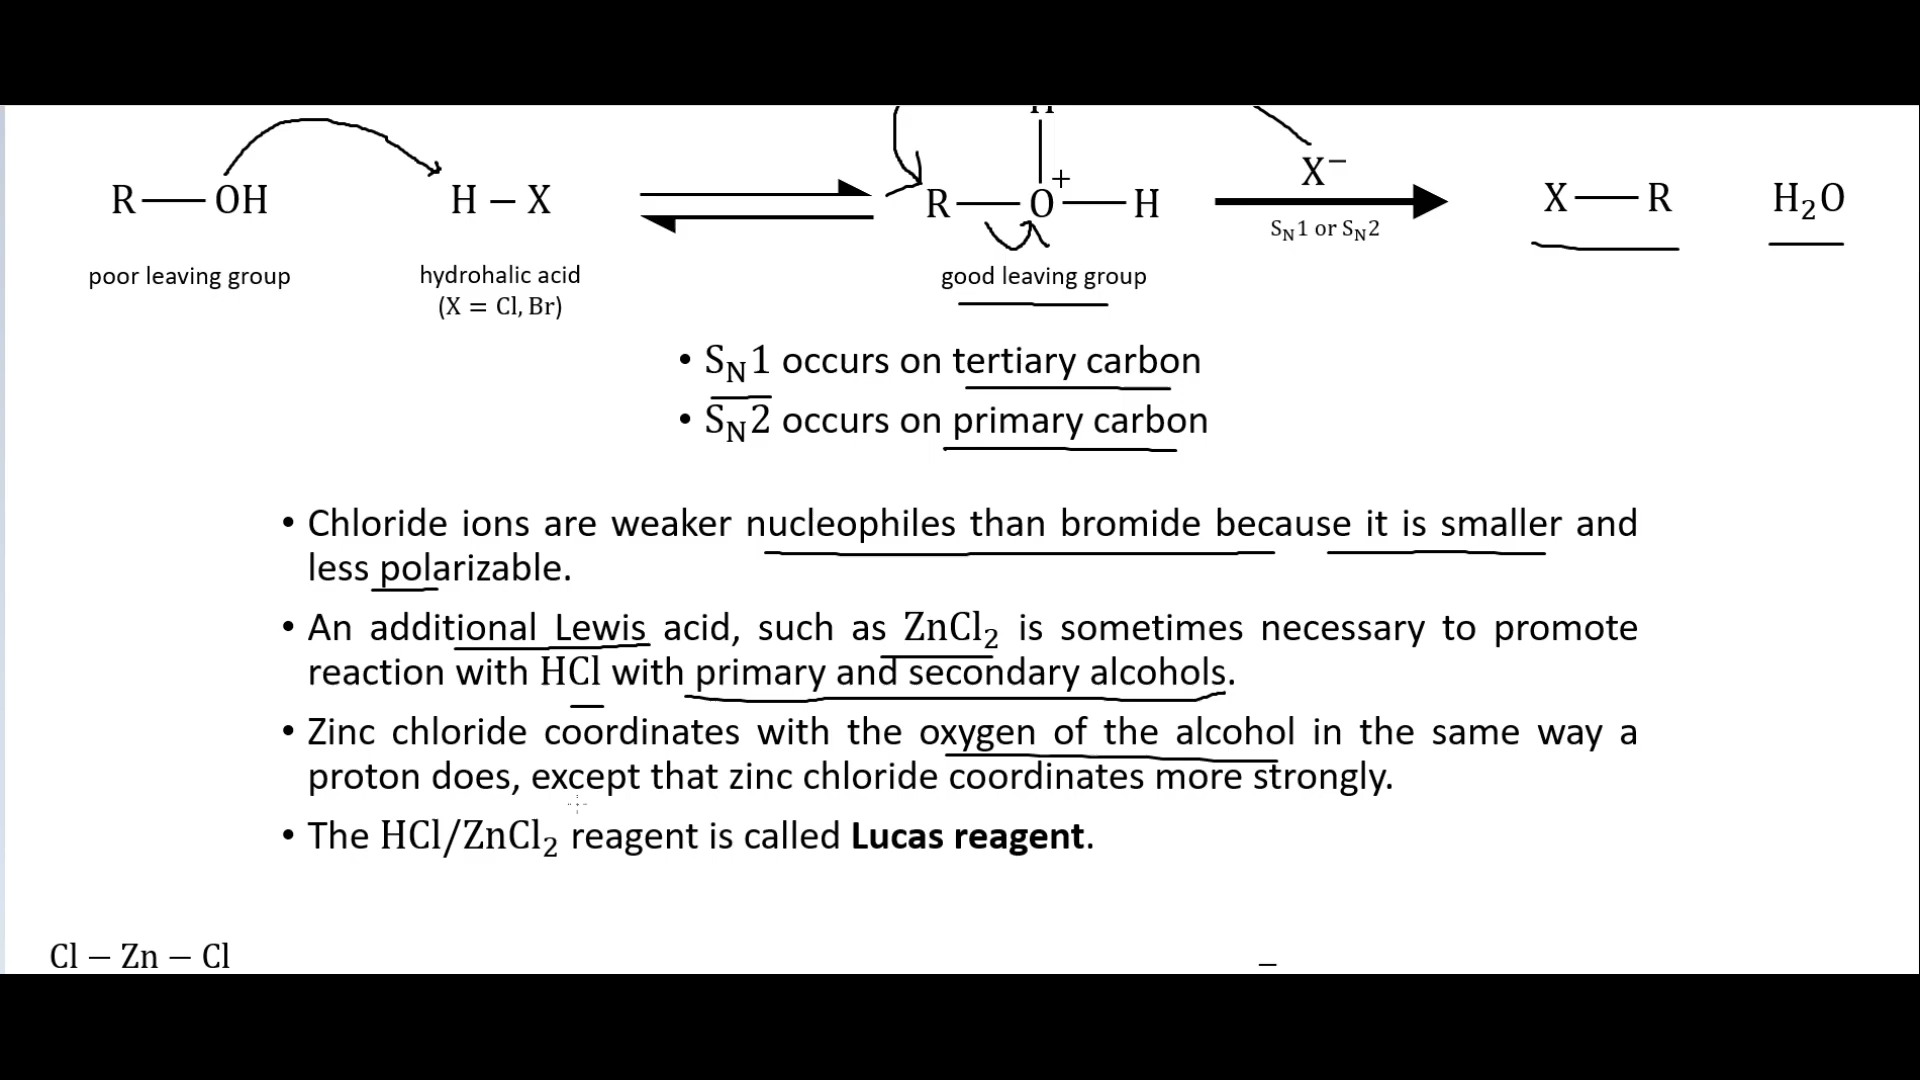 R — OH H – X R — O⁺ — H X⁻ X — R H₂O
S_N1 or S_N2
poor leaving group hydrohalic acid good leaving group
(X = Cl, Br)
• S_N1 occurs on tertiary carbon
• S_N2 occurs on primary carbon
• Chloride ions are weaker nucleophiles than bromide because it is smaller and
less polarizable.
• An additional Lewis acid, such as ZnCl₂ is sometimes necessary to promote
reaction with HCl with primary and secondary alcohols.
• Zinc chloride coordinates with the oxygen of the alcohol in the same way a
proton does, except that zinc chloride coordinates more strongly.
• The HCl/ZnCl₂ reagent is called Lucas reagent.
Cl – Zn – Cl